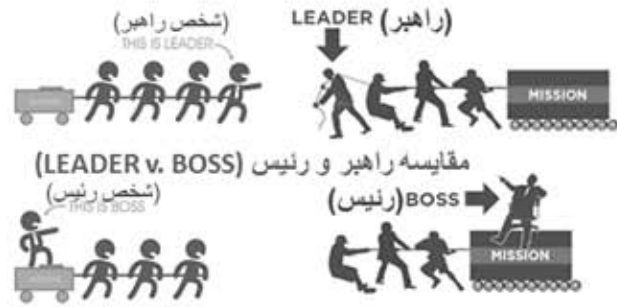 (شخص راهبر)
THIS IS LEADER
LEADER (راهبر)
MISSION
مقایسه راهبر و رئیس (LEADER v. BOSS)
(شخص رئیس)
THIS IS BOSS
(رئیس) BOSS
MISSION